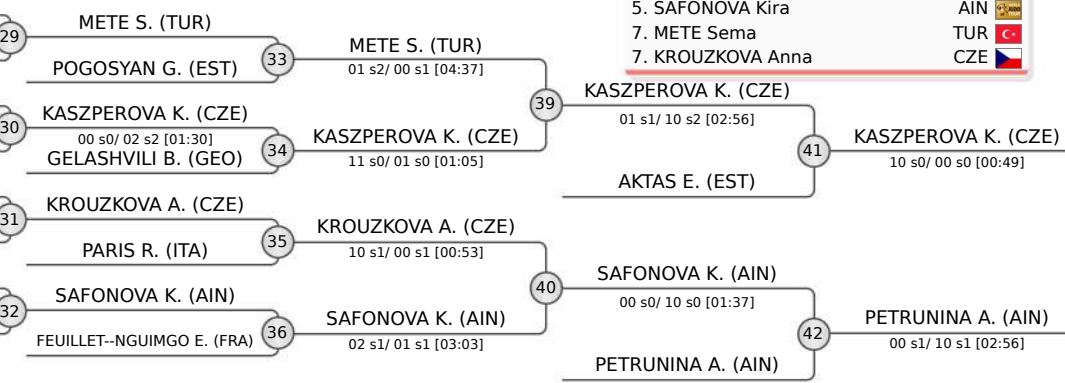 5. SAFONOVA Kira AIN
7. METE Sema TUR
7. KROUZKOVA Anna CZE
29
METE S. (TUR)
POGOSYAN G. (EST)
33
METE S. (TUR)
01 s2/ 00 s1 [04:37]
30
KASZPEROVA K. (CZE)
00 s0/ 02 s2 [01:30]
GELASHVILI B. (GEO)
34
KASZPEROVA K. (CZE)
11 s0/ 01 s0 [01:05]
39
KASZPEROVA K. (CZE)
01 s1/ 10 s2 [02:56]
AKTAS E. (EST)
41
KASZPEROVA K. (CZE)
10 s0/ 00 s0 [00:49]
31
KROUZKOVA A. (CZE)
PARIS R. (ITA)
35
KROUZKOVA A. (CZE)
10 s1/ 00 s1 [00:53]
32
SAFONOVA K. (AIN)
FEUILLET--NGUIMGO E. (FRA)
36
SAFONOVA K. (AIN)
02 s1/ 01 s1 [03:03]
40
SAFONOVA K. (AIN)
00 s0/ 10 s0 [01:37]
PETRUNINA A. (AIN)
42
PETRUNINA A. (AIN)
00 s1/ 10 s1 [02:56]